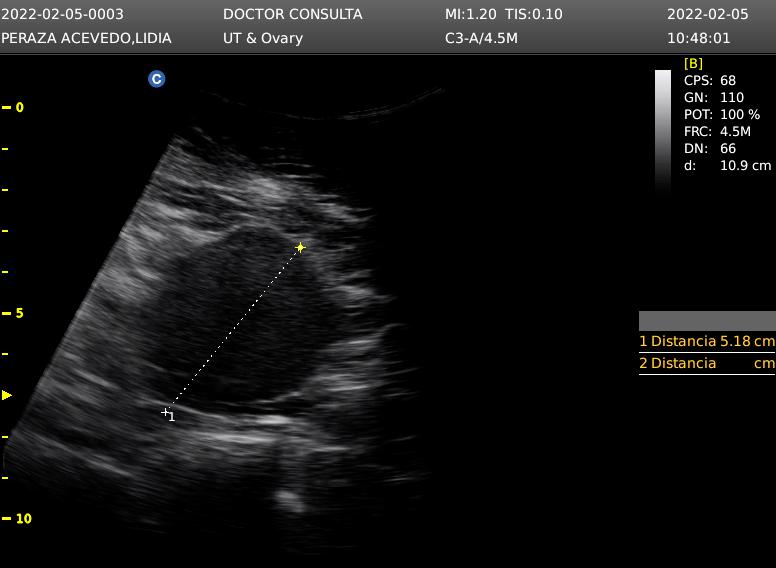 2022-02-05-0003 DOCTOR CONSULTA MI:1.20 TIS:0.10 2022-02-05
PERAZA ACEVEDO,LIDIA UT & Ovary C3-A/4.5M 10:48:01
[B]
C
CPS: 68
GN: 110
0
POT: 100 %
FRC: 4.5M
DN: 66
d: 10.9 cm
5
1 Distancia 5.18 cm
2 Distancia cm
1
10